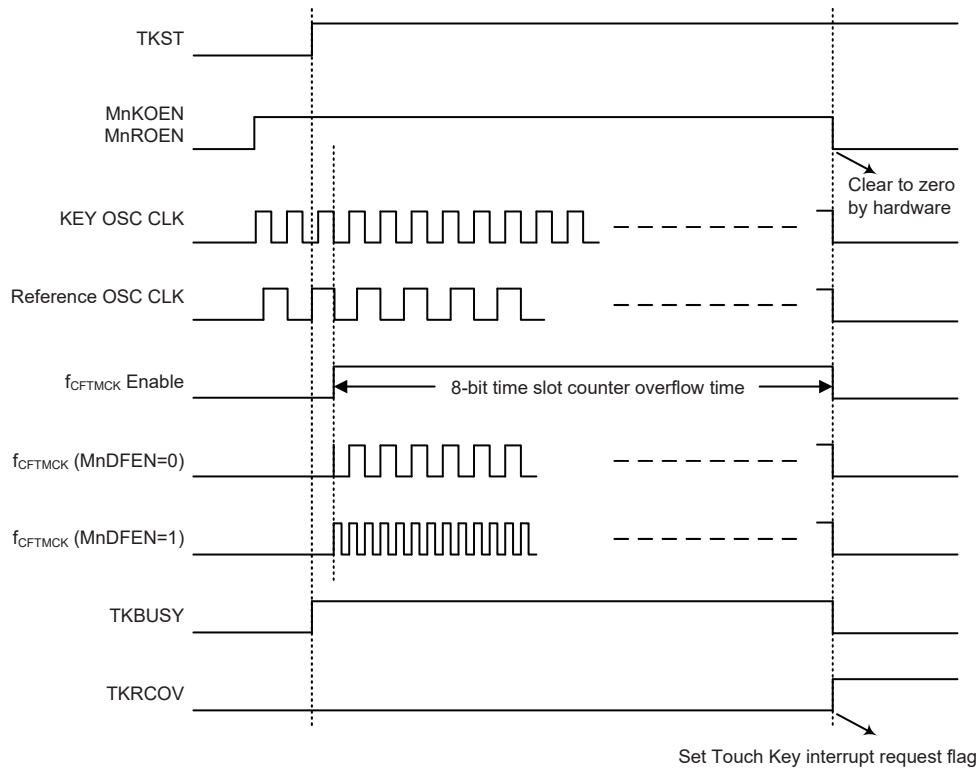 TKST
MnKOEN
MnROEN
Clear to zero
by hardware
KEY OSC CLK
Reference OSC CLK
fCFTMCK Enable
8-bit time slot counter overflow time
fCFTMCK (MnDFEN=0)
fCFTMCK (MnDFEN=1)
TKBUSY
TKRCOV
Set Touch Key interrupt request flag